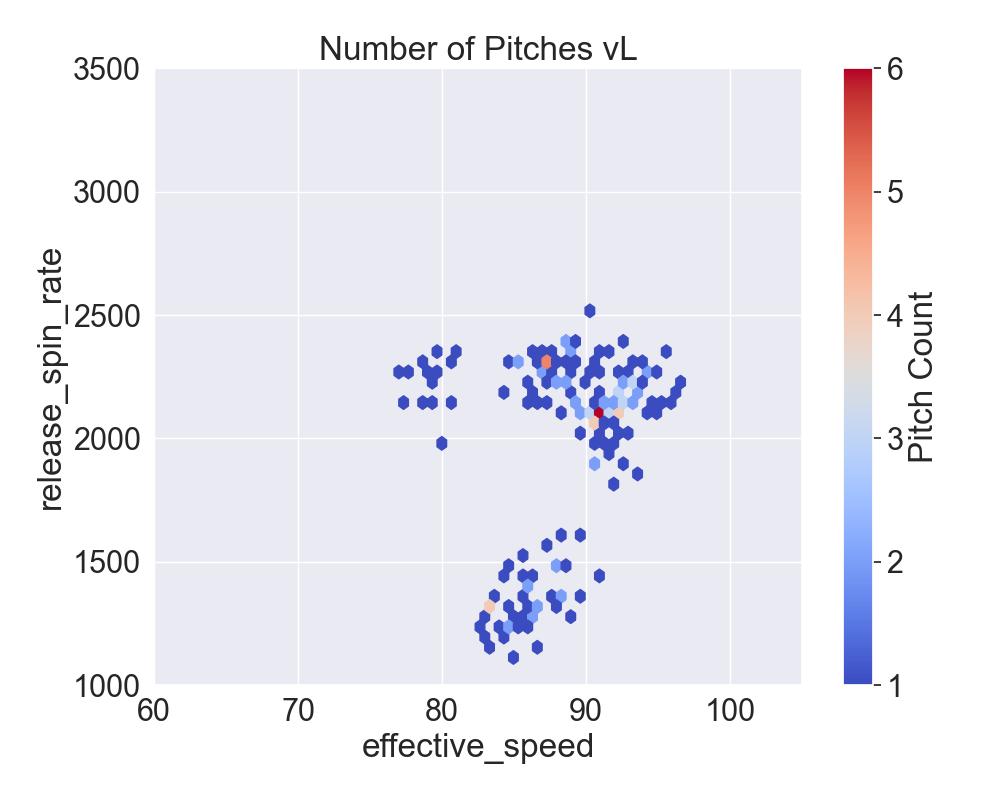 Number of Pitches vL
3500
3000
2500
2000
1500
1000
release_spin_rate
60 70 80 90 100
effective_speed
6
5
4
3
2
1
Pitch Count